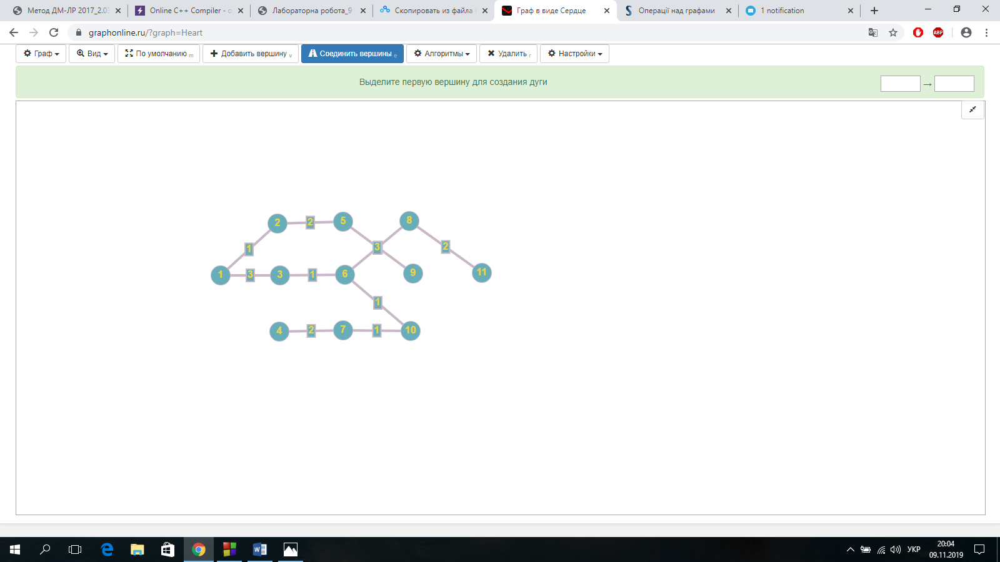 Метод ДМ-ЛР 2017_2.03
Online C++ Compiler - o
Лабораторна робота_9
Скопировать из файла
Граф в виде Сердце
Операції над графами
1 notification
graphonline.ru/?graph=Heart
ABP
Граф
Вид
По умолчанию m
Добавить вершину v
Соединить вершины e
Алгоритмы
Удалить r
Настройки
Выделите первую вершину для создания дуги
→
2 2 5 8
1 3 2
1 3 3 1 6 9 11
1
4 2 7 1 10
УКР
20:04
09.11.2019